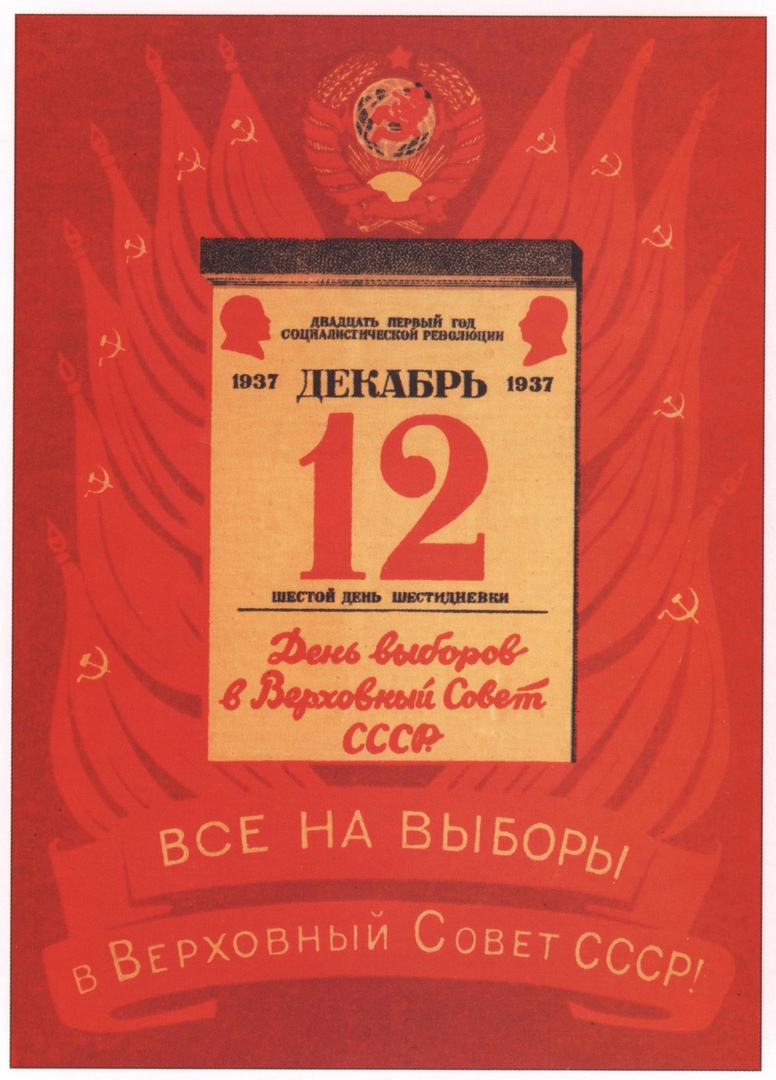 ДВАДЦАТЬ ПЕРВЫЙ ГОД
СОЦИАЛИСТИЧЕСКОЙ РЕВОЛЮЦИИ
1937 ДЕКАБРЬ 1937
12
ШЕСТОЙ ДЕНЬ ШЕСТИДНЕВКИ
День выборов
в Верховный Совет
СССР.
ВСЕ НА ВЫБОРЫ
в Верховный Совет СССР!